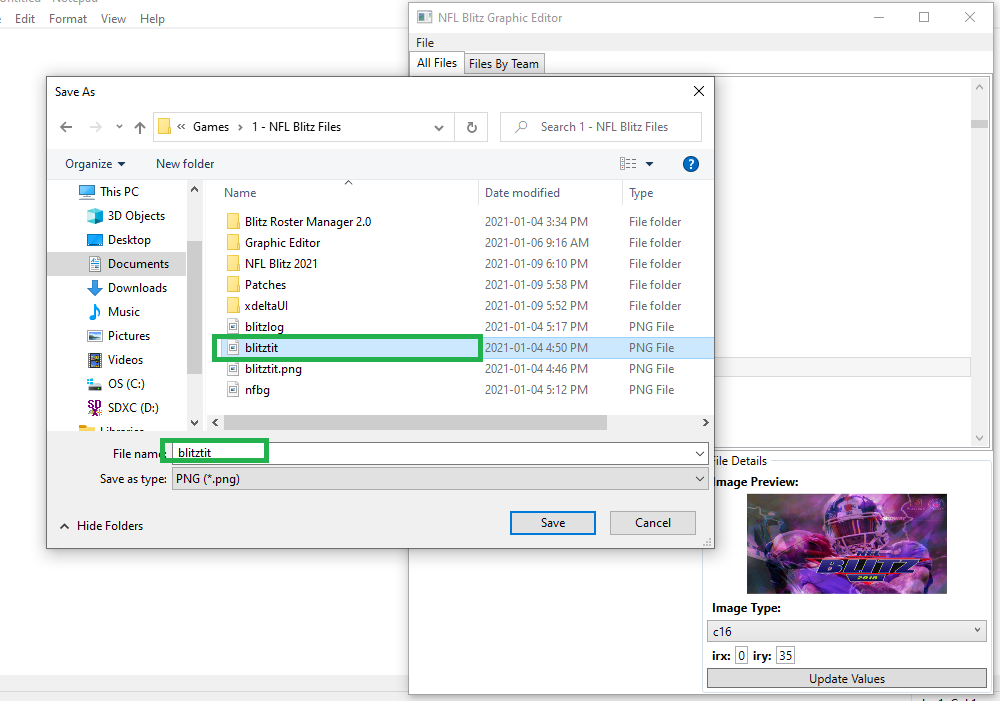 Untitled - Notepad
Edit Format View Help
NFL Blitz Graphic Editor
File
All Files Files By Team
Save As
« Games > 1 - NFL Blitz Files
Search 1 - NFL Blitz Files
Organize New folder
This PC
3D Objects
Desktop
Documents
Downloads
Music
Pictures
Videos
OS (C:)
SDXC (D:)
Libraries
Name Date modified Type
Blitz Roster Manager 2.0 2021-01-04 3:34 PM File folder
Graphic Editor 2021-01-06 9:16 AM File folder
NFL Blitz 2021 2021-01-09 6:10 PM File folder
Patches 2021-01-09 5:58 PM File folder
xdeltaUI 2021-01-09 5:52 PM File folder
blitzlog 2021-01-04 5:17 PM PNG File
blitztit 2021-01-04 4:50 PM PNG File
blitztit.png 2021-01-04 4:46 PM PNG File
nfbg 2021-01-04 5:12 PM PNG File
File name: blitztit
Save as type: PNG (*.png)
Hide Folders
Save Cancel
File Details
Image Preview:
BLITZ
2018
Image Type:
c16
irx: 0 iry: 35
Update Values